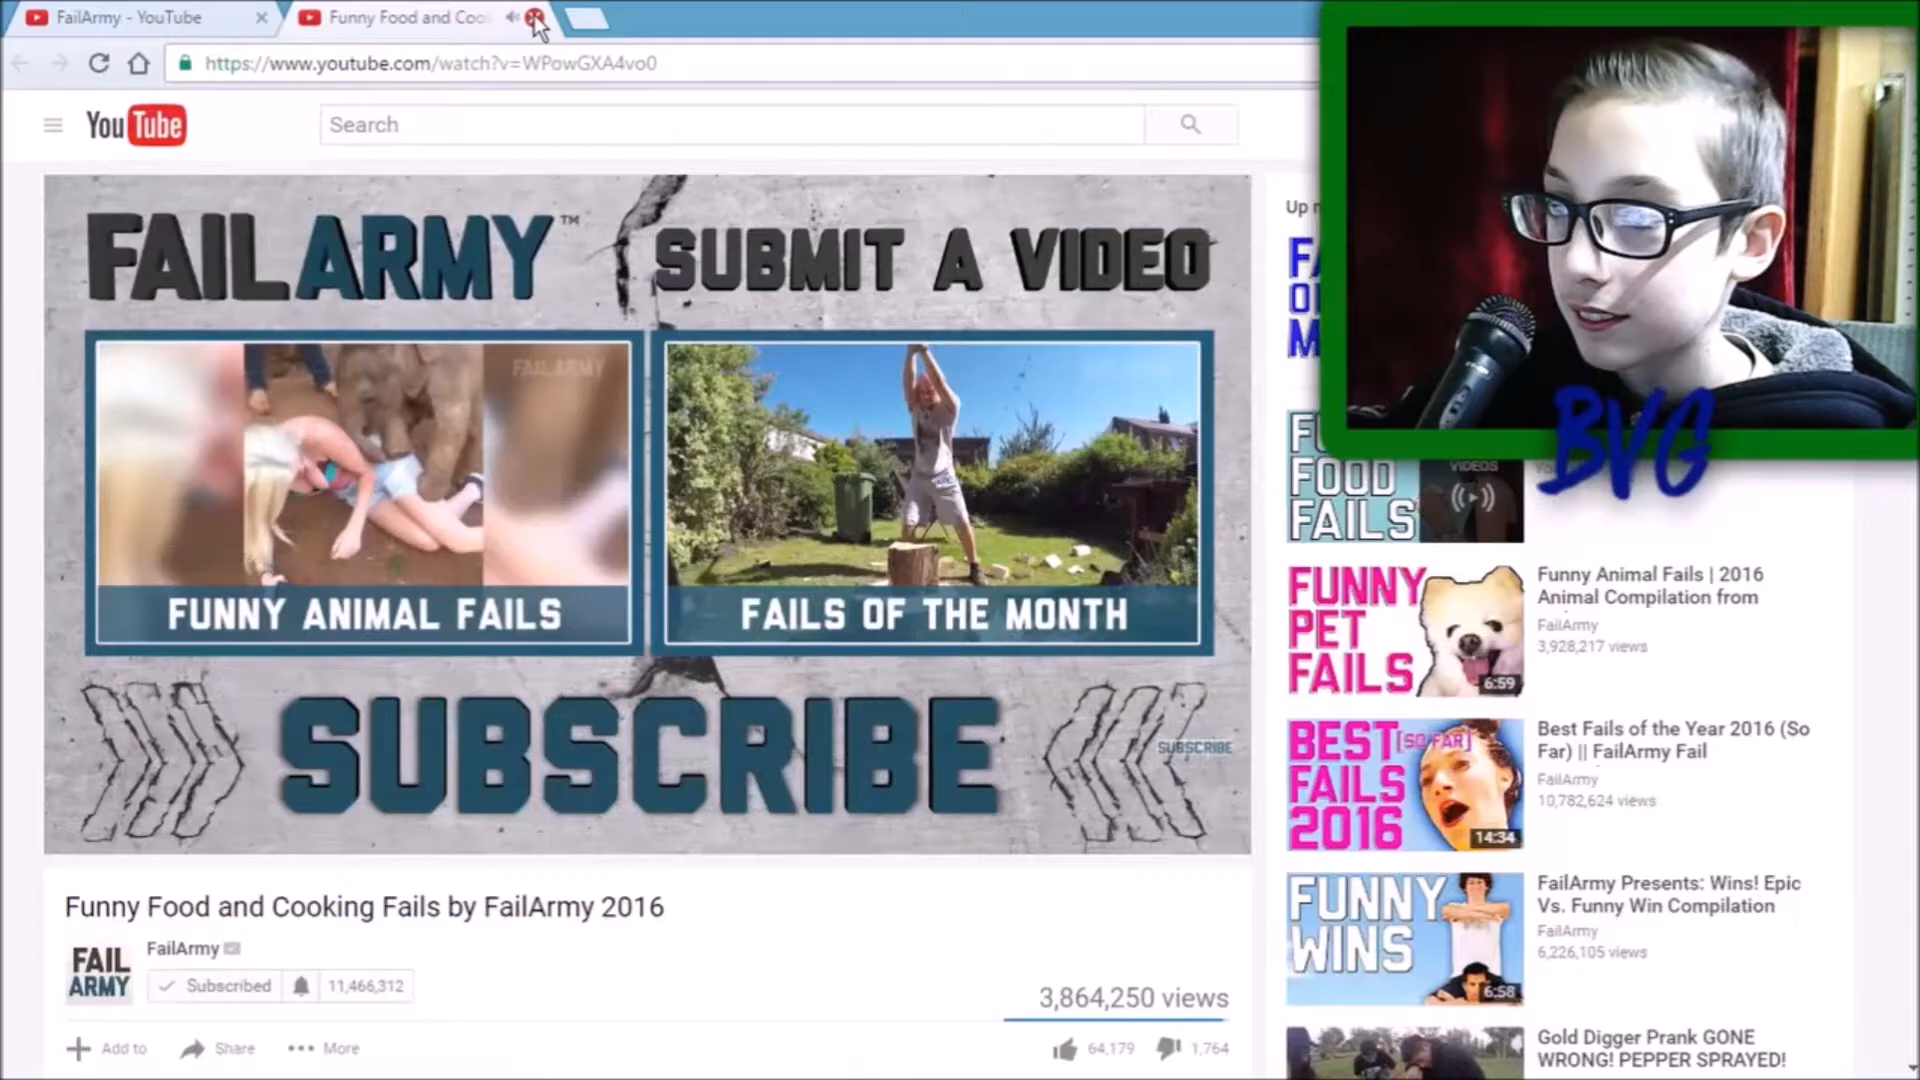 FailArmy - YouTube
Funny Food and Cook
https://www.youtube.com/watch?v=WPowGXA4vo0
YouTube
Search
FAILARMY™
SUBMIT A VIDEO
FAILARMY
FUNNY ANIMAL FAILS
FAILS OF THE MONTH
SUBSCRIBE
SUBSCRIBE
Funny Food and Cooking Fails by FailArmy 2016
FAIL
ARMY
FailArmy
Subscribed
11,466,312
3,864,250 views
Add to
Share
More
64,179
1,764
Up
BVG
FOOD
FAILS
VIDEOS
FUNNY
PET
FAILS
6:59
Funny Animal Fails | 2016
Animal Compilation from
FailArmy
3,928,217 views
BEST [SO FAR]
FAILS
2016
14:34
Best Fails of the Year 2016 (So
Far) || FailArmy Fail
FailArmy
10,782,624 views
FUNNY
WINS
6:58
FailArmy Presents: Wins! Epic
Vs. Funny Win Compilation
FailArmy
6,226,105 views
Gold Digger Prank GONE
WRONG! PEPPER SPRAYED!